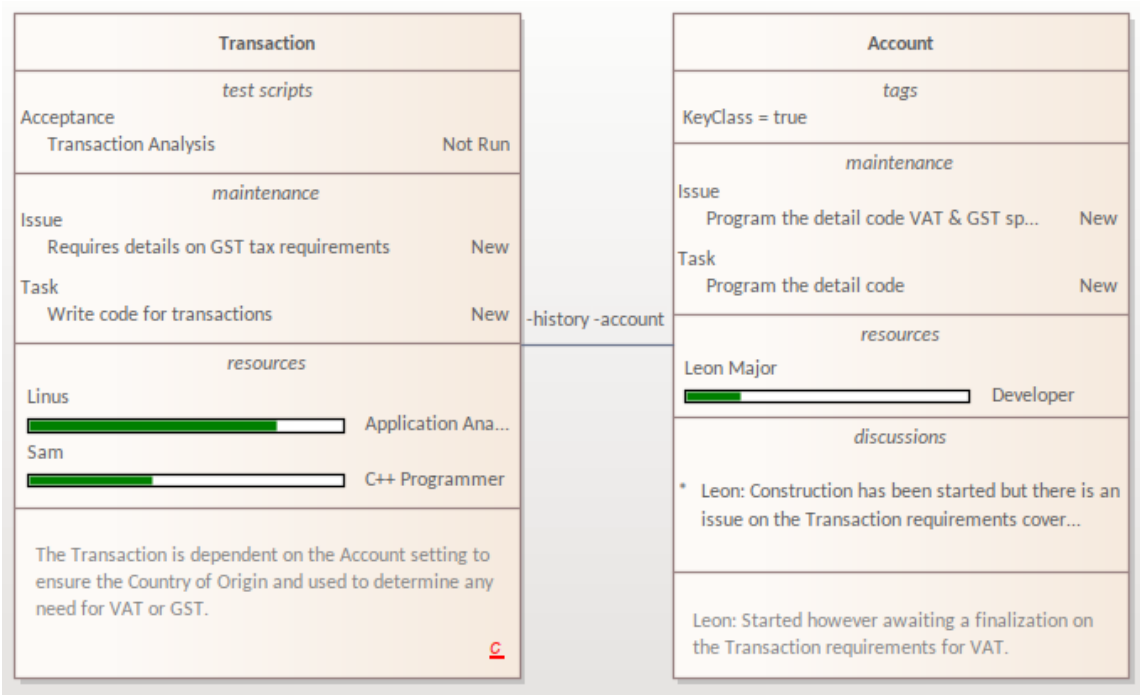 Transaction
test scripts
Acceptance
Transaction Analysis Not Run
maintenance
Issue
Requires details on GST tax requirements New
Task
Write code for transactions New
resources
Linus
Application Ana...
Sam
C++ Programmer
The Transaction is dependent on the Account setting to
ensure the Country of Origin and used to determine any
need for VAT or GST.
C
-history -account
Account
tags
KeyClass = true
maintenance
Issue
Program the detail code VAT & GST sp... New
Task
Program the detail code New
resources
Leon Major
Developer
discussions
* Leon: Construction has been started but there is an
issue on the Transaction requirements cover...
Leon: Started however awaiting a finalization on
the Transaction requirements for VAT.